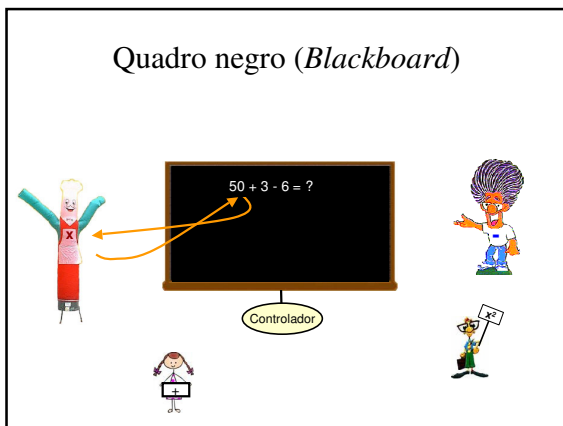 Quadro negro (Blackboard)
50 + 3 - 6 = ?
X
-
x²
Controlador
+